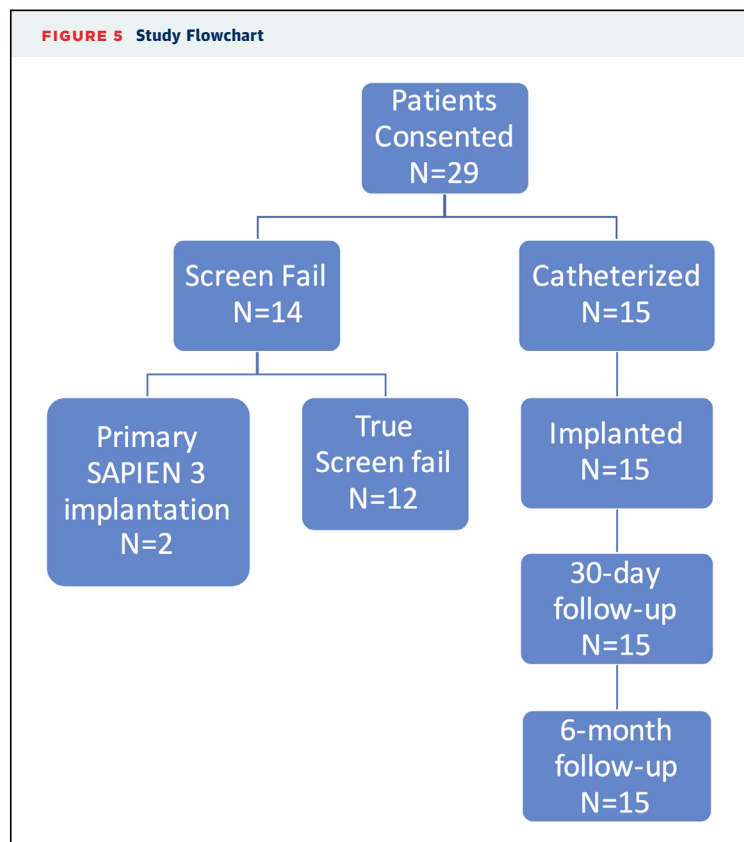 FIGURE 5 Study Flowchart
Patients
Consented
N=29
Screen Fail
N=14
Catheterized
N=15
Primary
SAPIEN 3
implantation
N=2
True
Screen fail
N=12
Implanted
N=15
30-day
follow-up
N=15
6-month
follow-up
N=15